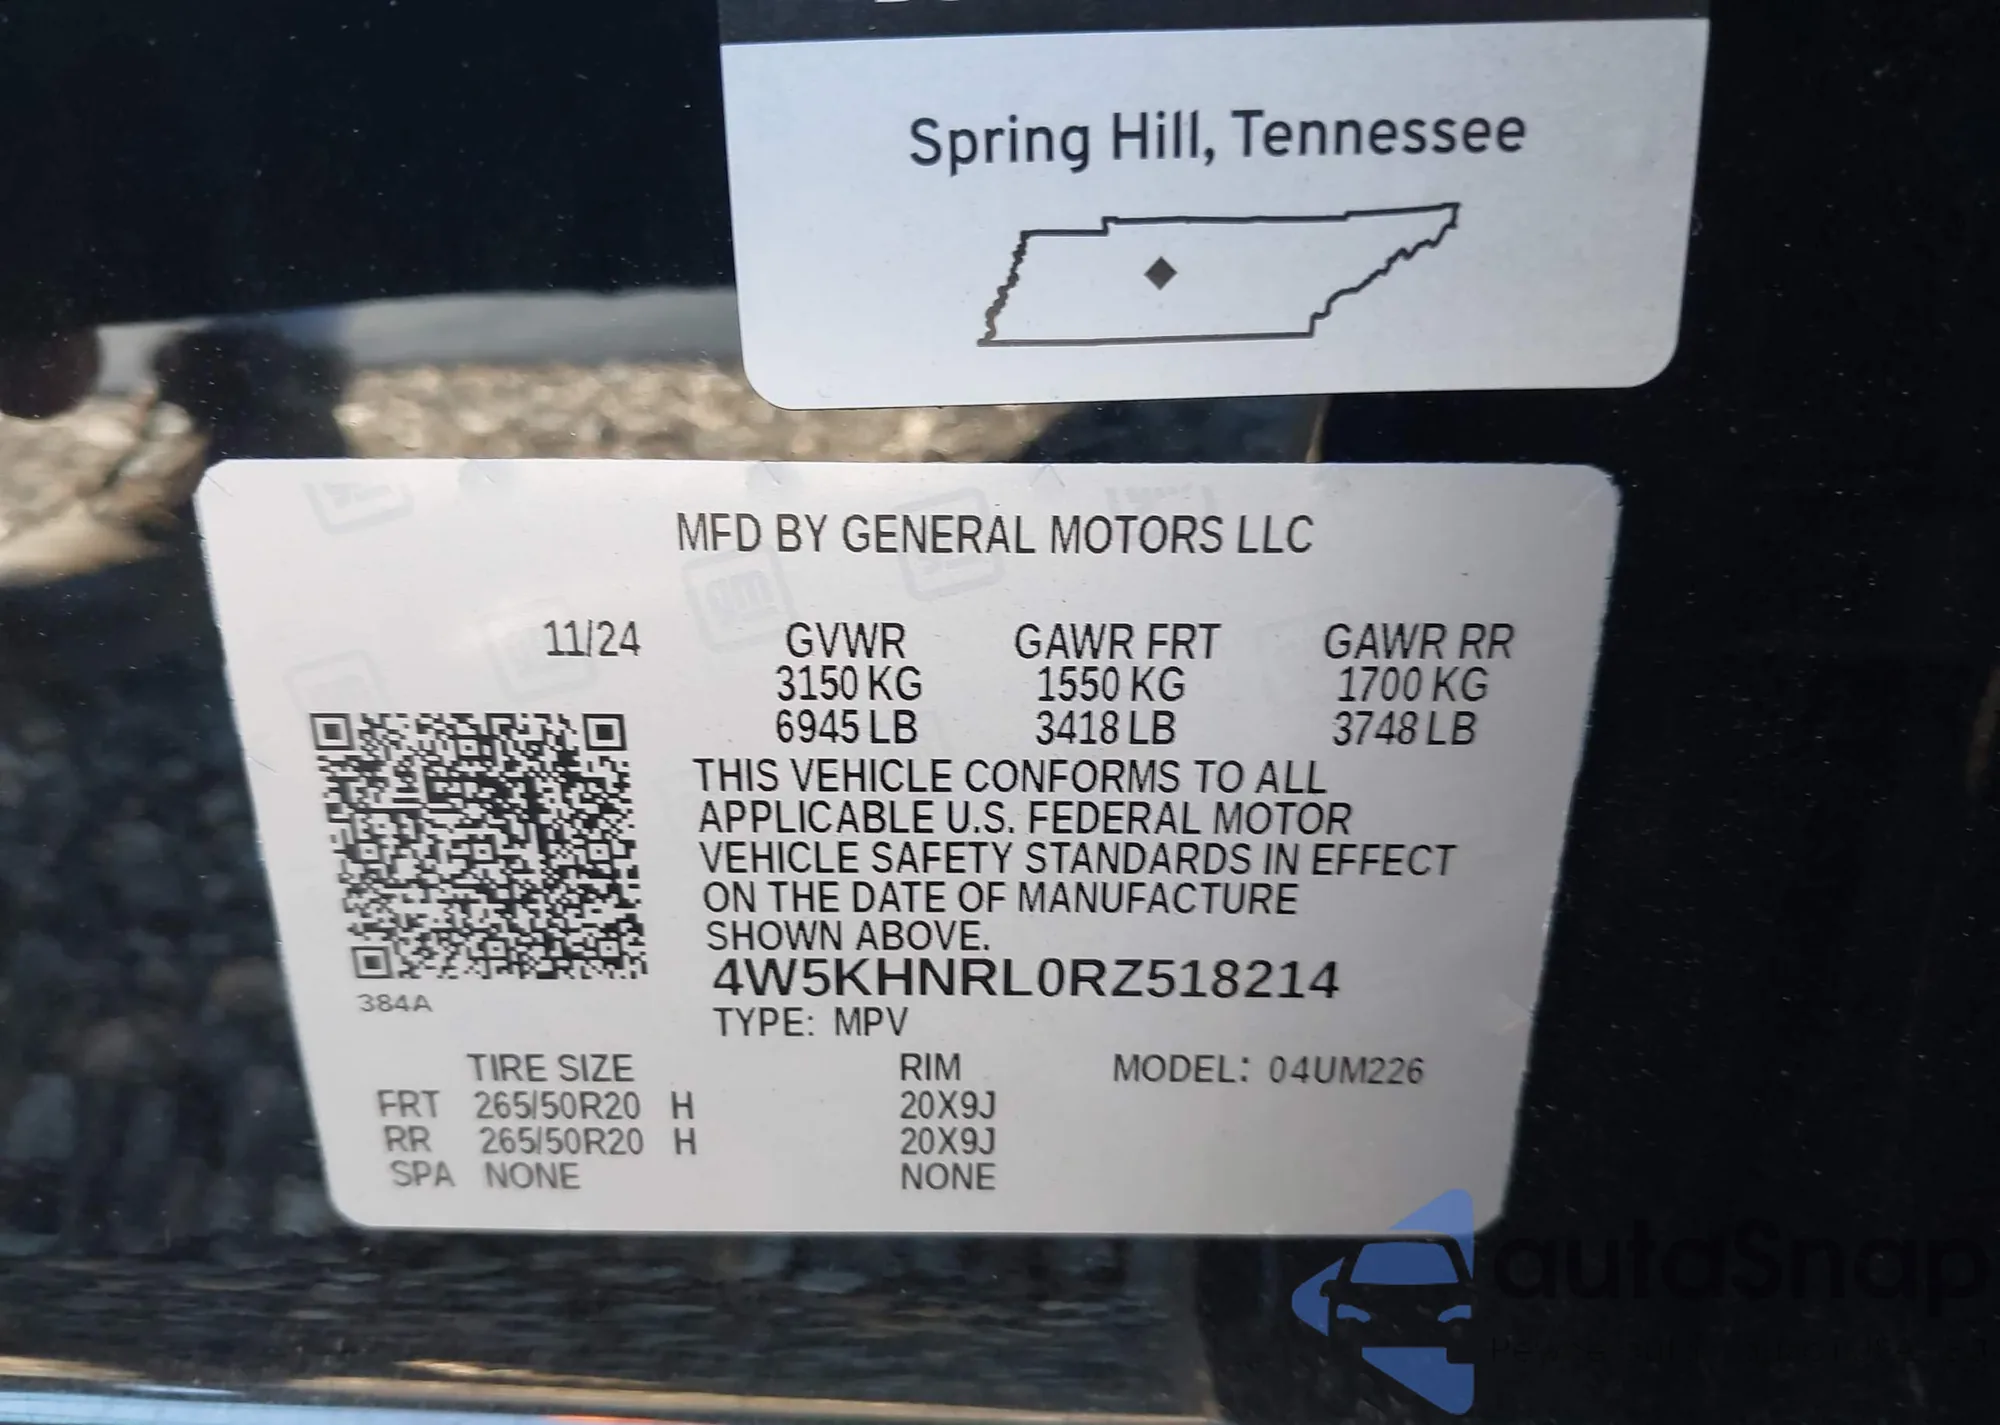 Spring Hill, Tennessee
MFD BY GENERAL MOTORS LLC
11/24 GVWR GAWR FRT GAWR RR
3150 KG 1550 KG 1700 KG
6945 LB 3418 LB 3748 LB
THIS VEHICLE CONFORMS TO ALL
APPLICABLE U.S. FEDERAL MOTOR
VEHICLE SAFETY STANDARDS IN EFFECT
ON THE DATE OF MANUFACTURE
SHOWN ABOVE.
4W5KHNRL0RZ518214
384A
TYPE: MPV
TIRE SIZE RIM MODEL: 04UM226
FRT 265/50R20 H 20X9J
RR 265/50R20 H 20X9J
SPA NONE NONE
autaSnap